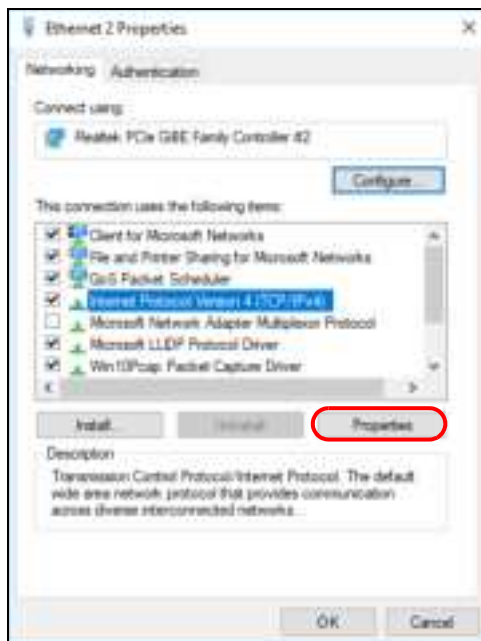 Ethernet 2 Properties
Networking Authentication
Connect using:
Realtek PCIe GBE Family Controller #2
Configure...
This connection uses the following items:
Client for Microsoft Networks
File and Printer Sharing for Microsoft Networks
QoS Packet Scheduler
Internet Protocol Version 4 (TCP/IPv4)
Microsoft Network Adapter Multiplexor Protocol
Microsoft LLDP Protocol Driver
Win10Pcap Packet Capture Driver
Install... Uninstall Properties
Description
Transmission Control Protocol/Internet Protocol. The default
wide area network protocol that provides communication
across diverse interconnected networks.
OK Cancel